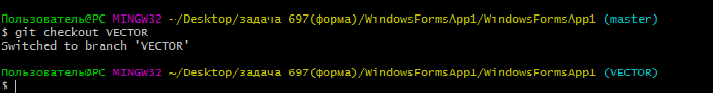 Пользователь@PC MINGW32 ~/Desktop/задача 697(форма)/WindowsFormsApp1/WindowsFormsApp1 (master)
$ git checkout VECTOR
Switched to branch 'VECTOR'
Пользователь@PC MINGW32 ~/Desktop/задача 697(форма)/WindowsFormsApp1/WindowsFormsApp1 (VECTOR)
$